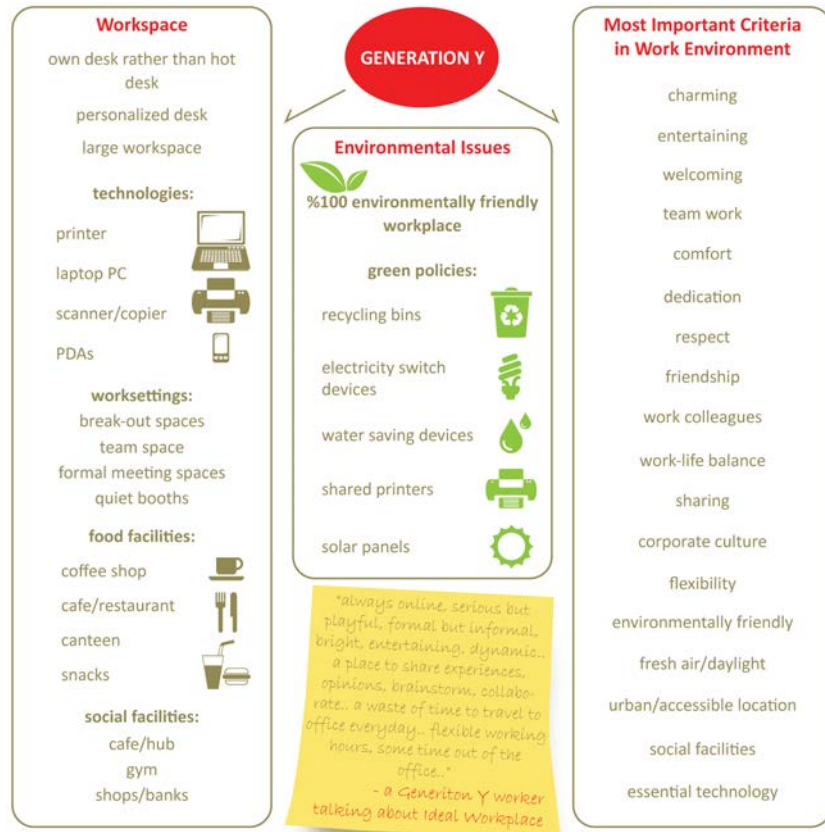 GENERATION Y
Workspace
own desk rather than hot
desk
personalized desk
large workspace
technologies:
printer
laptop PC
scanner/copier
PDAs
worksettings:
break-out spaces
team space
formal meeting spaces
quiet booths
food facilities:
coffee shop
cafe/restaurant
canteen
snacks
social facilities:
cafe/hub
gym
shops/banks
Environmental Issues
%100 environmentally friendly
workplace
green policies:
recycling bins
electricity switch
devices
water saving devices
shared printers
solar panels
"always online, serious but
playful, formal but informal,
bright, entertaining, dynamic..
a place to share experiences,
opinions, brainstorm, collabo-
rate.. a waste of time to travel to
office everyday.. flexible working
hours, some time out of the
office.."
- a Generiton Y worker
talking about Ideal Workplace
Most Important Criteria
in Work Environment
charming
entertaining
welcoming
team work
comfort
dedication
respect
friendship
work colleagues
work-life balance
sharing
corporate culture
flexibility
environmentally friendly
fresh air/daylight
urban/accessible location
social facilities
essential technology